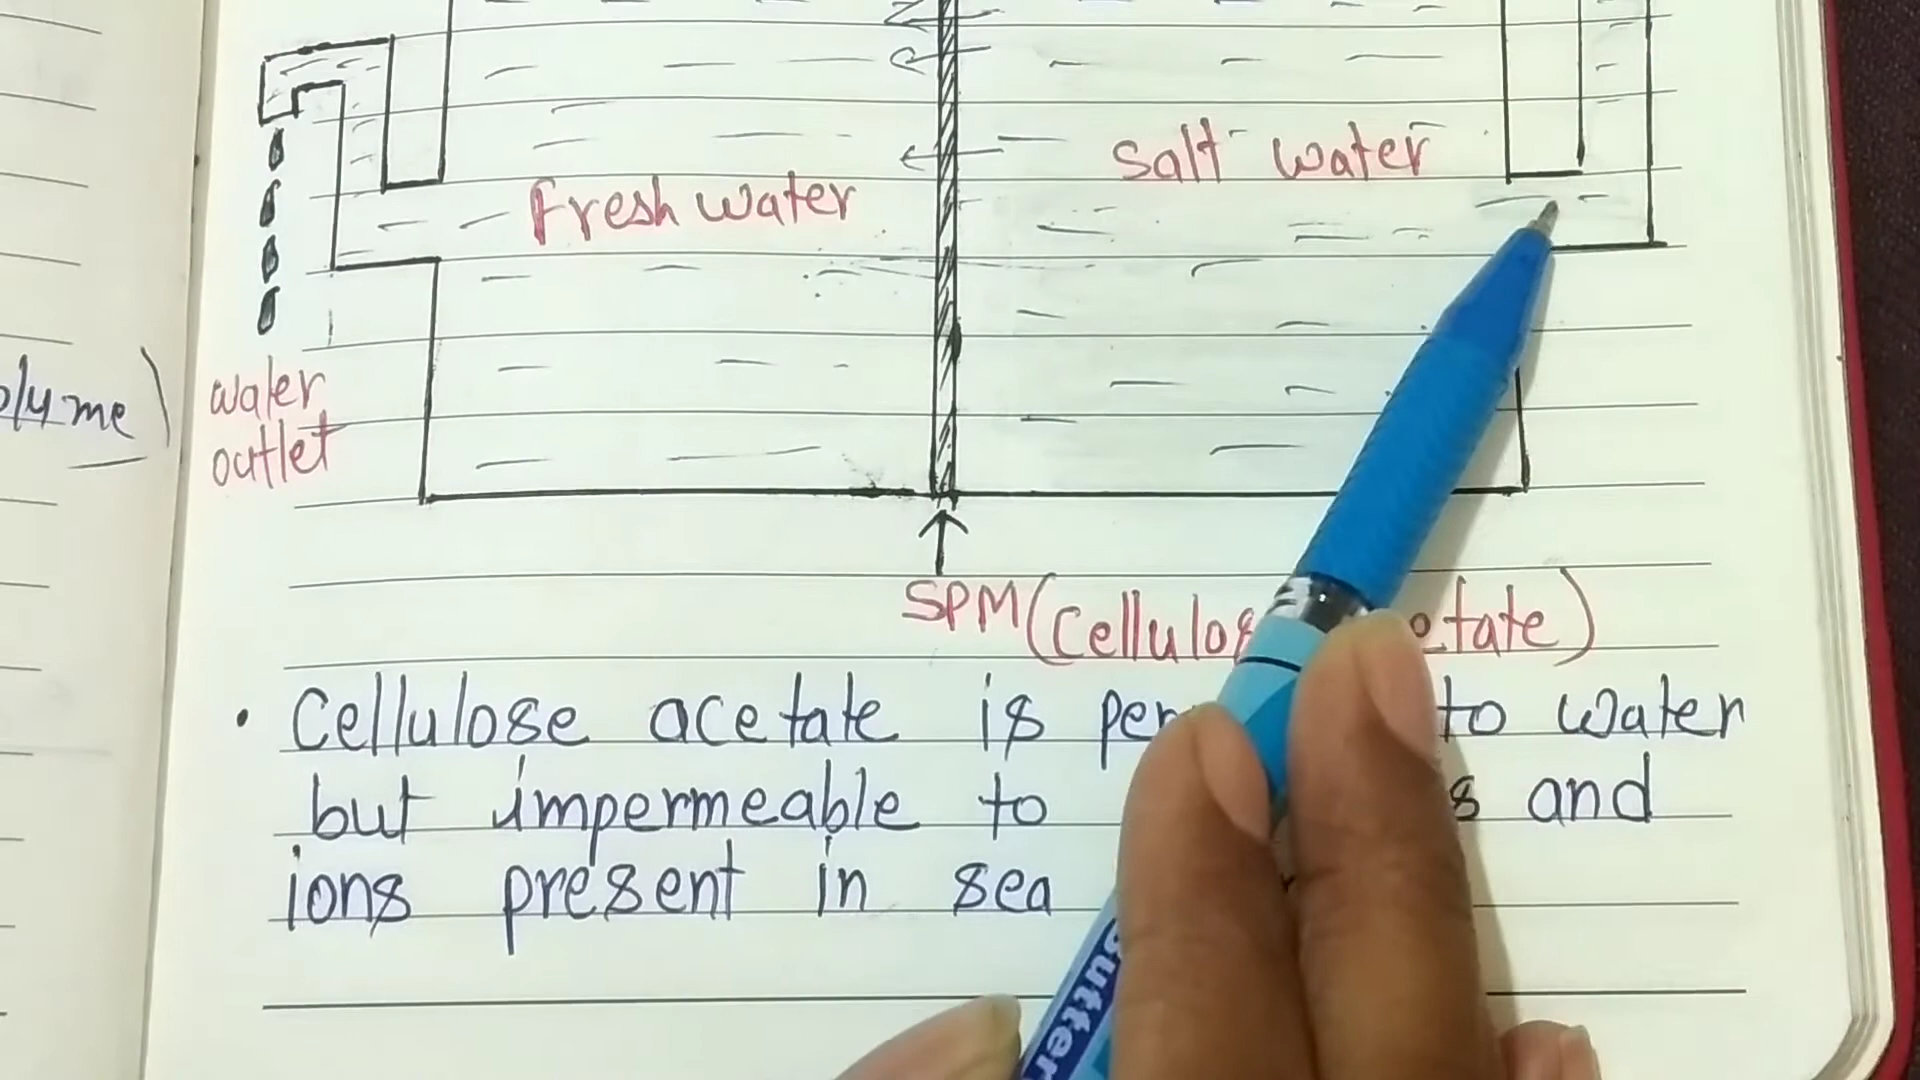 Salt water
Fresh water
water
outlet
SPM (Cellulos etate)
• Cellulose acetate is per to water
but impermeable to s and
ions present in sea
Butter